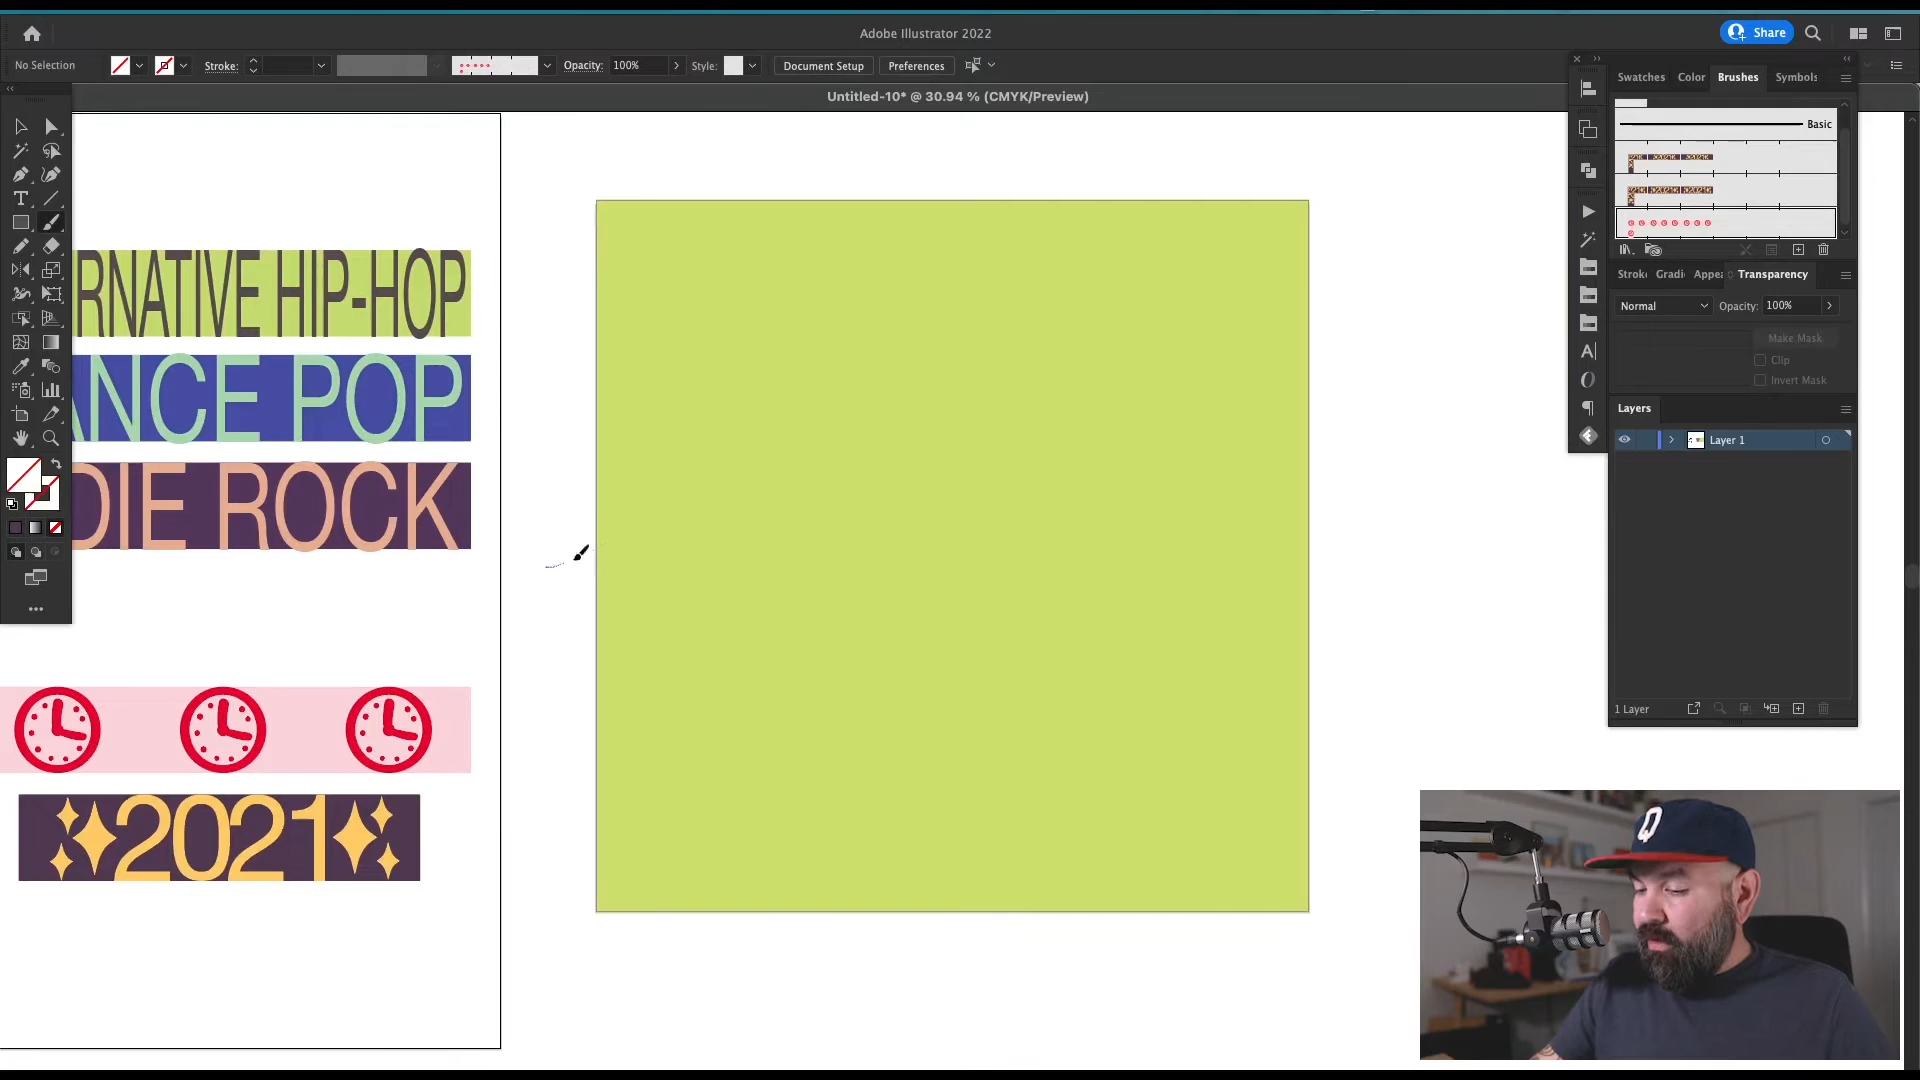 Adobe Illustrator 2022
Share
No Selection
Stroke:
Opacity: 100%
Style:
Document Setup
Preferences
Untitled-10* @ 30.94 % (CMYK/Preview)
Swatches Color Brushes Symbols
Basic
Stroke Gradi Appea Transparency
Normal
Opacity: 100%
Make Mask
Clip
Invert Mask
Layers
Layer 1
1 Layer
RNATIVE HIP-HOP
ANCE POP
DIE ROCK
2021